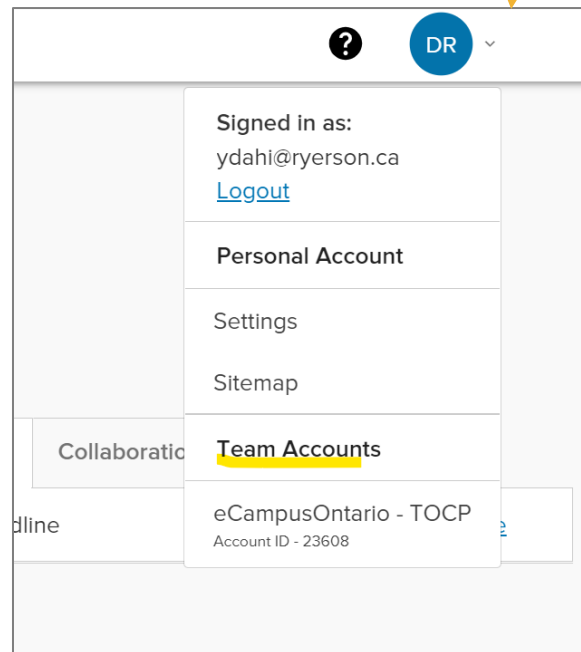 ?
DR
Signed in as:
ydahi@ryerson.ca
Logout
Personal Account
Settings
Sitemap
Collaboratio
Team Accounts
dline
eCampusOntario - TOCP
Account ID - 23608